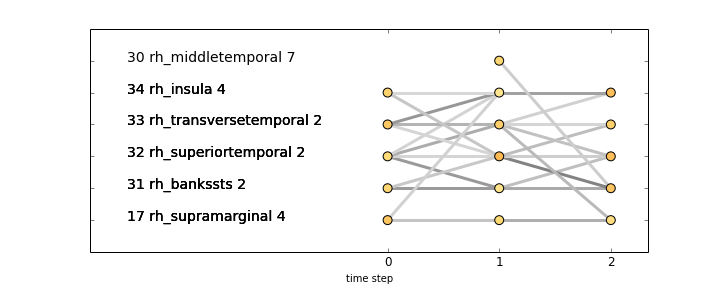 30 rh_middletemporal 7
34 rh_insula 4
33 rh_transversetemporal 2
32 rh_superiortemporal 2
31 rh_bankssts 2
17 rh_supramarginal 4
0 1 2
time step